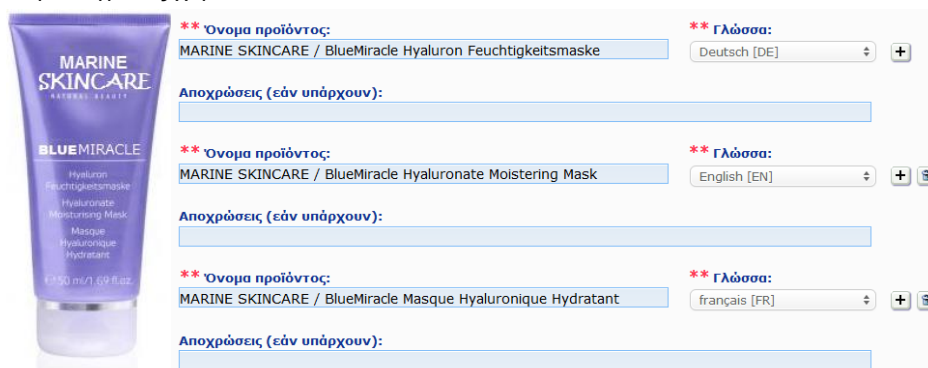 MARINE
SKINCARE
NATURAL BEAUTY
BLUEMIRACLE
Hyaluron
Feuchtigkeitsmaske
Hyaluronate
Moisturising Mask
Masque
Hyaluronique
Hydratant
50 ml/1.69 fl.oz.
** Όνομα προϊόντος:
** Γλώσσα:
MARINE SKINCARE / BlueMiracle Hyaluron Feuchtigkeitsmaske
Deutsch [DE]
Αποχρώσεις (εάν υπάρχουν):
** Όνομα προϊόντος:
** Γλώσσα:
MARINE SKINCARE / BlueMiracle Hyaluronate Moistering Mask
English [EN]
Αποχρώσεις (εάν υπάρχουν):
** Όνομα προϊόντος:
** Γλώσσα:
MARINE SKINCARE / BlueMiracle Masque Hyaluronique Hydratant
français [FR]
Αποχρώσεις (εάν υπάρχουν):